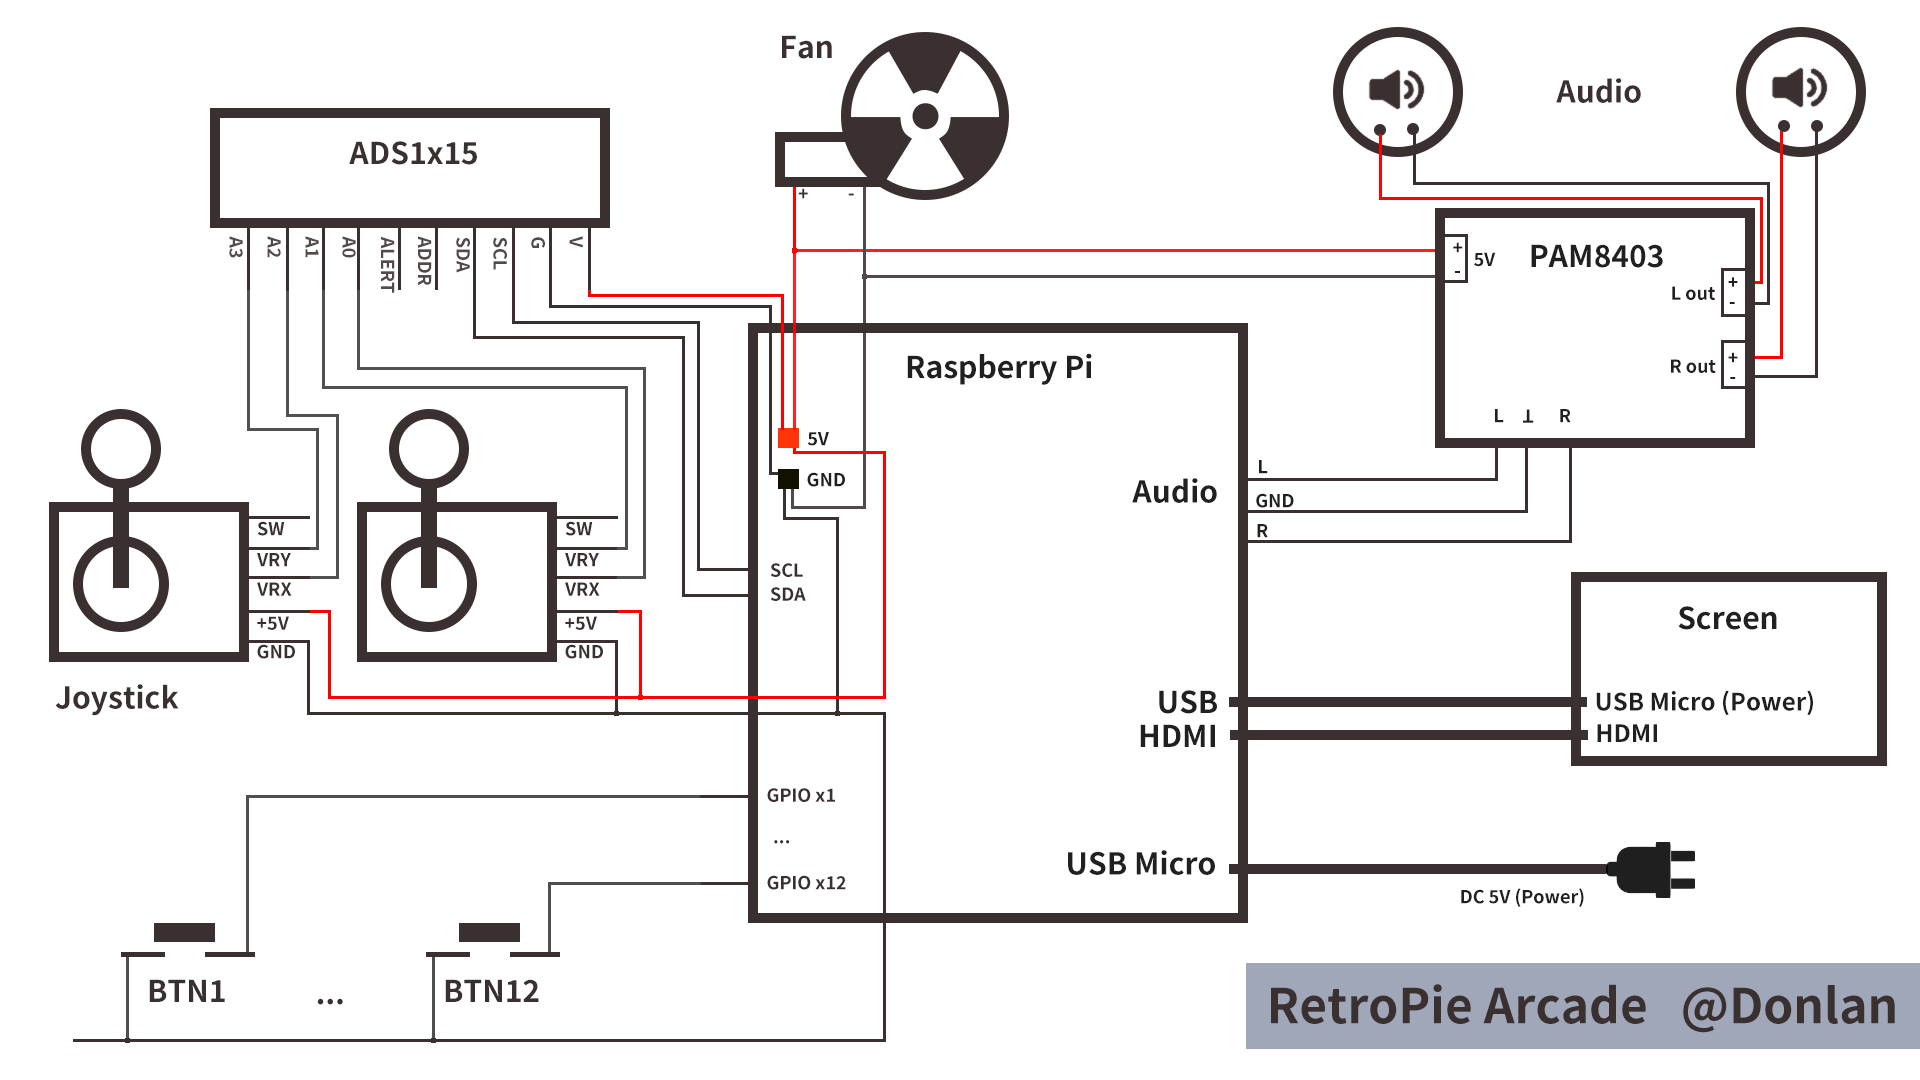 Fan
Audio
ADS1x15
A3
A2
A1
A0
ALERT
ADDR
SDA
SCL
G
V
+ -
+
5V
-
PAM8403
L out
+
-
R out
+
-
L ⊥ R
Raspberry Pi
5V
GND
SCL
SDA
Audio
L
GND
R
SW
VRY
VRX
+5V
GND
SW
VRY
VRX
+5V
GND
Joystick
Screen
USB
HDMI
USB Micro (Power)
HDMI
GPIO x1
...
GPIO x12
USB Micro
DC 5V (Power)
BTN1 ... BTN12
RetroPie Arcade @Donlan